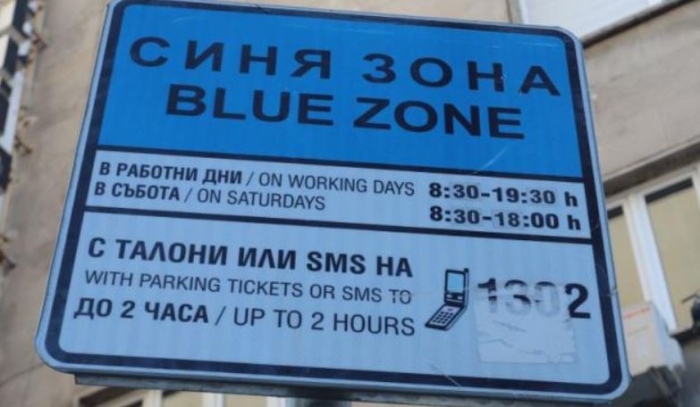 СИНЯ ЗОНА
BLUE ZONE
В РАБОТНИ ДНИ / ON WORKING DAYS 8:30-19:30 h
В СЪБОТА / ON SATURDAYS 8:30-18:00 h
С ТАЛОНИ ИЛИ SMS НА
WITH PARKING TICKETS OR SMS TO 1302
ДО 2 ЧАСА / UP TO 2 HOURS